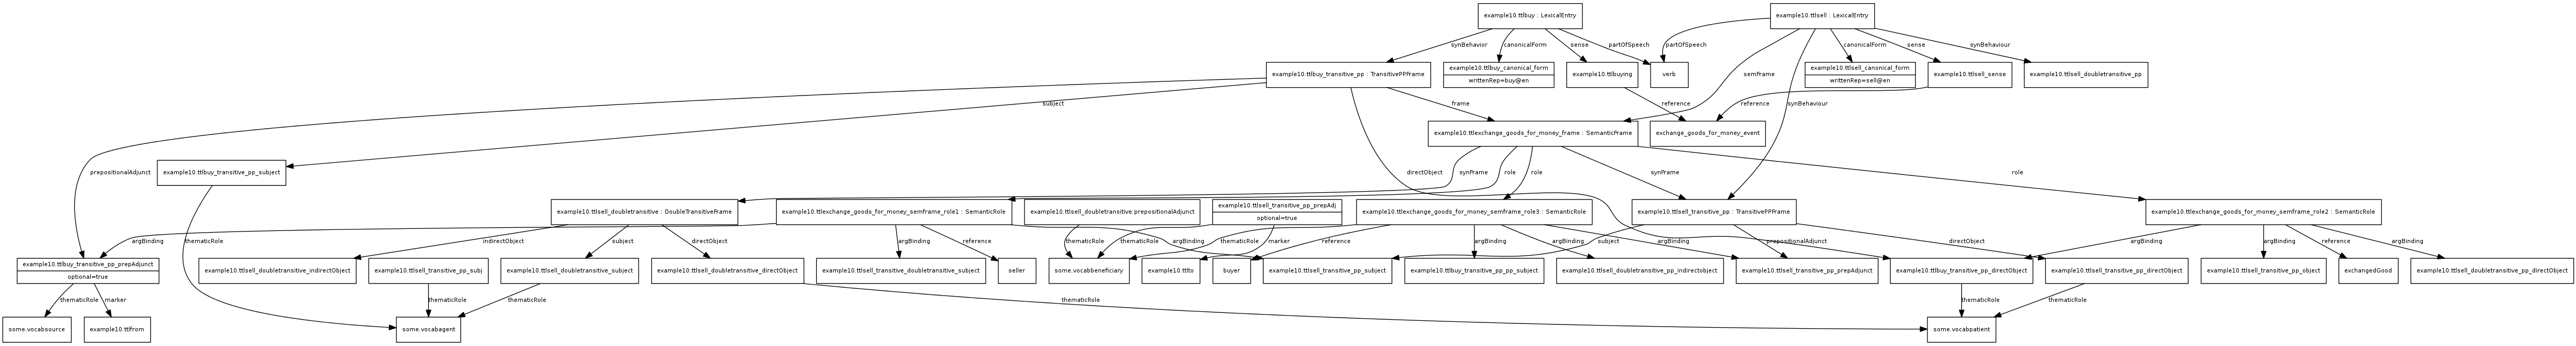 example10.ttlbuy : LexicalEntry
example10.ttlsell : LexicalEntry
synBehavior
canonicalForm
sense
partOfSpeech
partOfSpeech
canonicalForm
sense
synBehaviour
example10.ttlbuy_transitive_pp : TransitivePPFrame
example10.ttlbuy_canonical_form
writtenRep=buy@en
example10.ttlbuying
verb
semFrame
example10.ttlsell_canonical_form
writtenRep=sell@en
example10.ttlsell_sense
example10.ttlsell_doubletransitive_pp
subject
frame
reference
reference
synBehaviour
example10.ttlexchange_goods_for_money_frame : SemanticFrame
exchange_goods_for_money_event
prepositionalAdjunct
example10.ttlbuy_transitive_pp_subject
directObject
synFrame
role
role
synFrame
role
example10.ttlsell_doubletransitive : DoubleTransitiveFrame
example10.ttlexchange_goods_for_money_semframe_role1 : SemanticRole
example10.ttlsell_doubletransitive:prepositionalAdjunct
example10.ttlsell_transitive_pp_prepAdj
optional=true
example10.ttlexchange_goods_for_money_semframe_role3 : SemanticRole
example10.ttlsell_transitive_pp : TransitivePPFrame
example10.ttlexchange_goods_for_money_semframe_role2 : SemanticRole
thematicRole
indirectObject
subject
directObject
argBinding
argBinding
reference
thematicRole
thematicRole
argBinding
thematicRole
marker
reference
argBinding
argBinding
subject
argBinding
prepositionalAdjunct
directObject
argBinding
argBinding
reference
argBinding
example10.ttlbuy_transitive_pp_prepAdjunct
optional=true
example10.ttlsell_doubletransitive_indirectObject
example10.ttlsell_transitive_pp_subj
example10.ttlsell_doubletransitive_subject
example10.ttlsell_doubletransitive_directObject
example10.ttlsell_transitive_doubletransitive_subject
seller
some.vocabbeneficiary
example10.ttlto
buyer
example10.ttlsell_transitive_pp_subject
example10.ttlbuy_transitive_pp_pp_subject
example10.ttlsell_doubletransitive_pp_indirectobject
example10.ttlsell_transitive_pp_prepAdjunct
example10.ttlbuy_transitive_pp_directObject
example10.ttlsell_transitive_pp_directObject
example10.ttlsell_transitive_pp_object
exchangedGood
example10.ttlsell_doubletransitive_pp_directObject
thematicRole
marker
thematicRole
thematicRole
thematicRole
thematicRole
thematicRole
some.vocabsource
example10.ttlfrom
some.vocabagent
some.vocabpatient